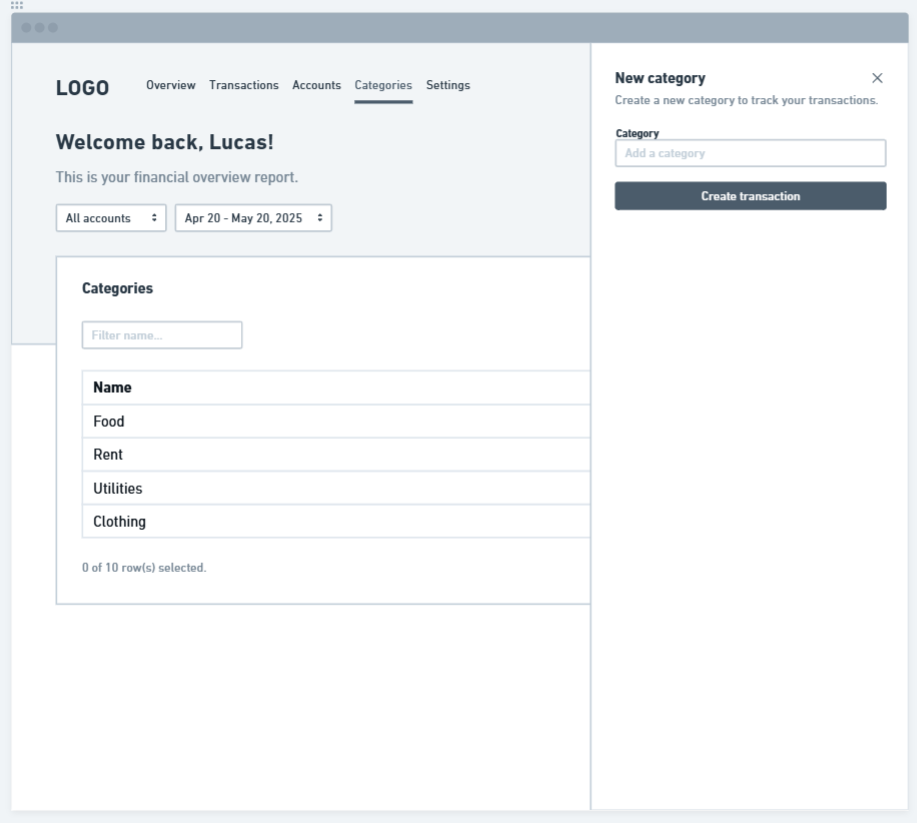 LOGO
Overview Transactions Accounts Categories Settings
Welcome back, Lucas!
This is your financial overview report.
All accounts Apr 20 - May 20, 2025
Categories
Filter name...
Name
Food
Rent
Utilities
Clothing
0 of 10 row(s) selected.
New category
Create a new category to track your transactions.
Category
Add a category
Create transaction